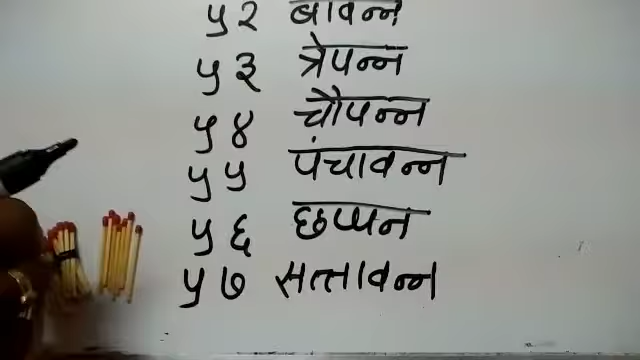 ५२ बावन्न
५३ त्रेपन्न
५४ चौपन्न
५५ पंचावन्न
५६ छप्पन
५७ सत्तावन्न